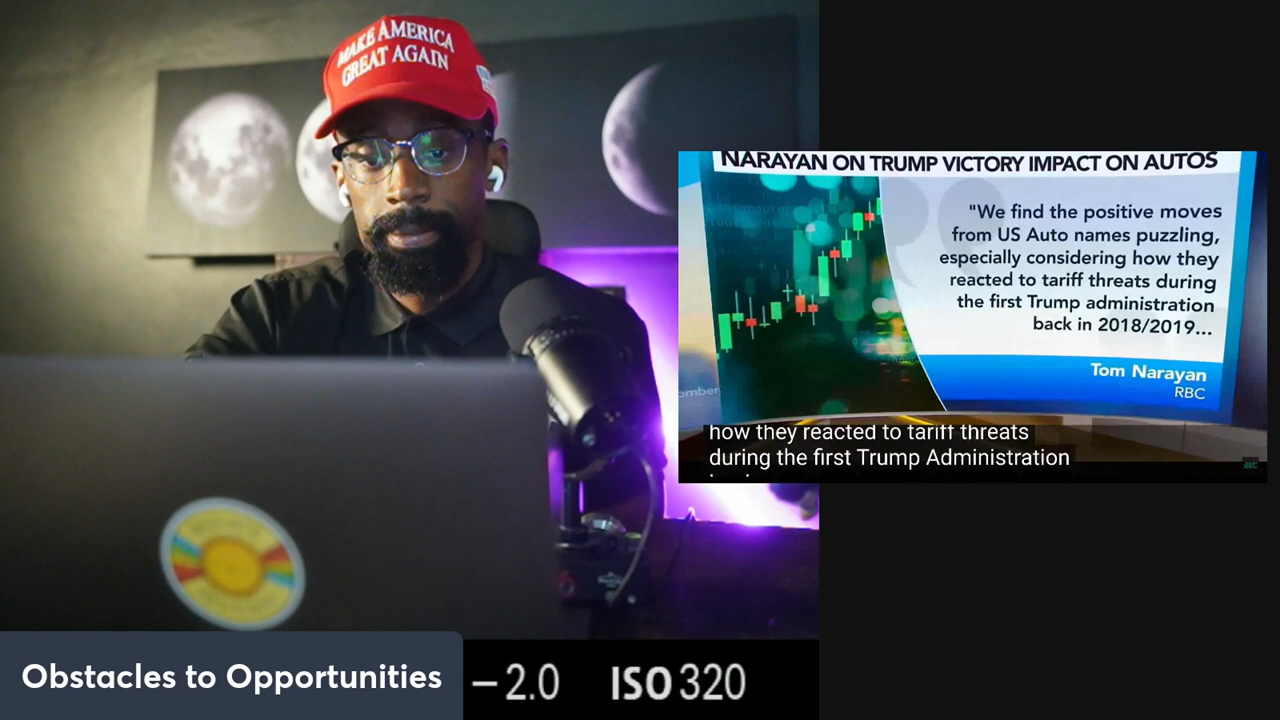 MAKE AMERICA
GREAT AGAIN
NARAYAN ON TRUMP VICTORY IMPACT ON AUTOS
"We find the positive moves
from US Auto names puzzling,
especially considering how they
reacted to tariff threats during
the first Trump administration
back in 2018/2019...
Tom Narayan
RBC
how they reacted to tariff threats
during the first Trump Administration
Obstacles to Opportunities
–2.0 ISO 320